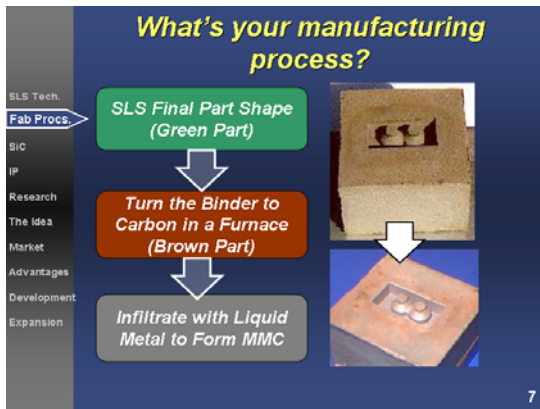 What's your manufacturing
process?
SLS Tech.
Fab Procs.
SiC
IP
Research
The Idea
Market
Advantages
Development
Expansion
SLS Final Part Shape
(Green Part)
Turn the Binder to
Carbon in a Furnace
(Brown Part)
Infiltrate with Liquid
Metal to Form MMC
7